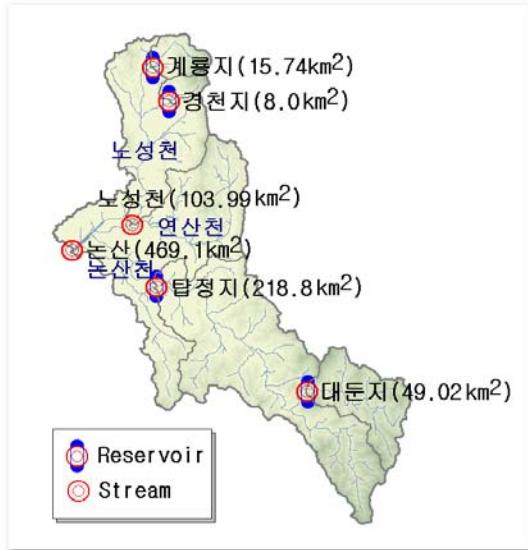 계룡지(15.74km²)
경천지(8.0km²)
노성천
노성천(103.99km²)
연산천
논산(469.1km²)
논산천
탑정지(218.8km²)
대둔지(49.02km²)
Reservoir
Stream